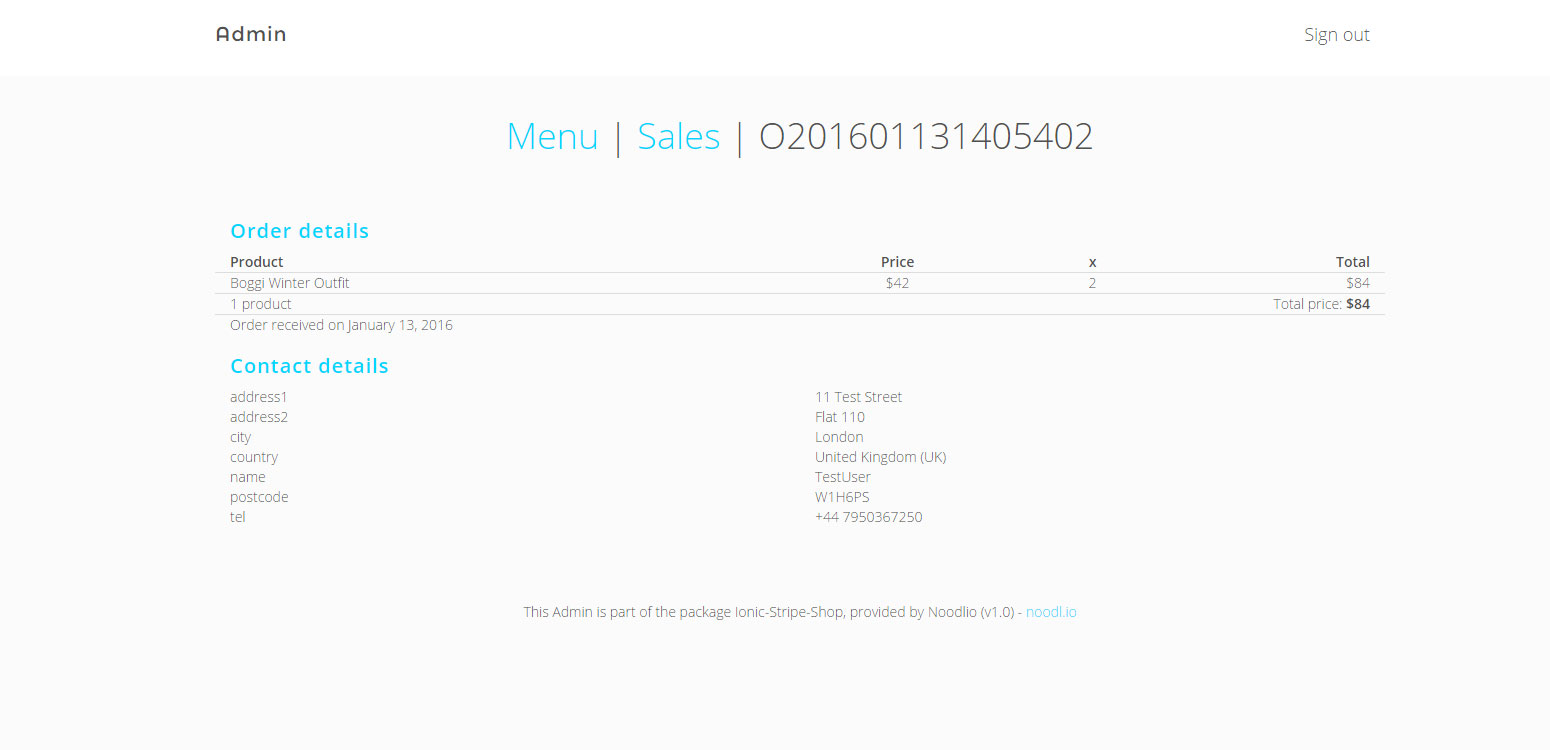 Admin Sign out
Menu | Sales | O201601131405402
Order details
Product Price x Total
Boggi Winter Outfit $42 2 $84
1 product Total price: $84
Order received on January 13, 2016
Contact details
address1 11 Test Street
address2 Flat 110
city London
country United Kingdom (UK)
name TestUser
postcode W1H6PS
tel +44 7950367250
This Admin is part of the package Ionic-Stripe-Shop, provided by Noodlio (v1.0) - noodl.io